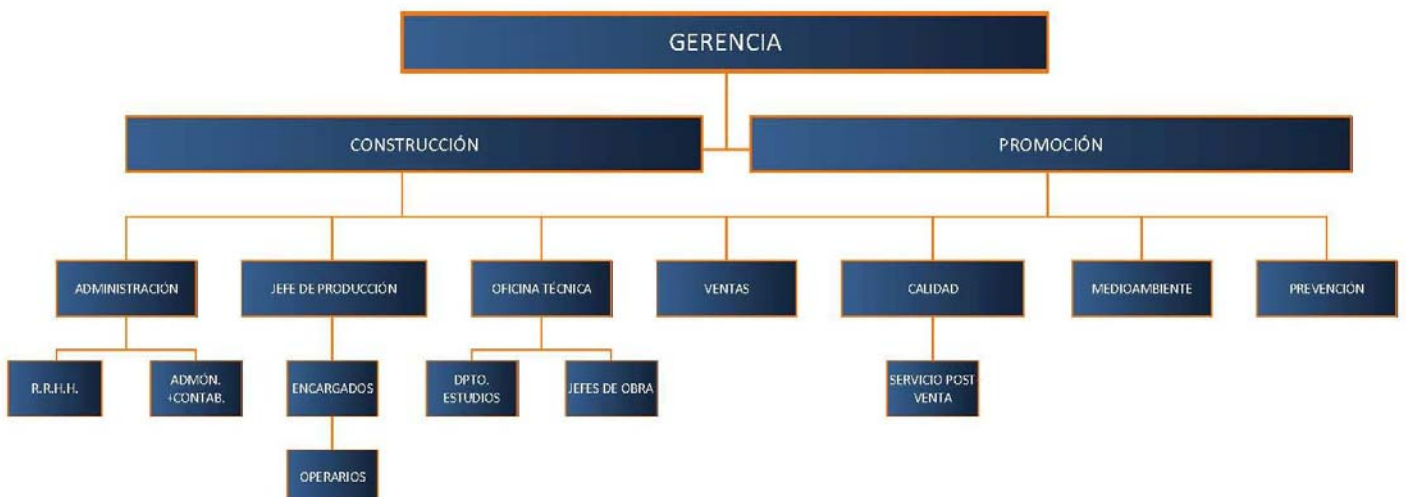 GERENCIA
CONSTRUCCIÓN
PROMOCIÓN
ADMINISTRACIÓN
JEFE DE PRODUCCIÓN
OFICINA TÉCNICA
VENTAS
CALIDAD
MEDIOAMBIENTE
PREVENCIÓN
R.R.H.H.
ADMÓN.
+CONTAB.
ENCARGADOS
DPTO.
ESTUDIOS
JEFES DE OBRA
SERVICIO POST
VENTA
OPERARIOS